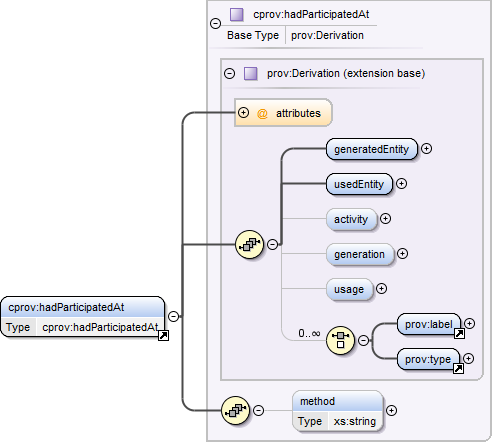 cprov:hadParticipatedAt
Base Type prov:Derivation
prov:Derivation (extension base)
@ attributes
generatedEntity
usedEntity
activity
generation
usage
0..∞
prov:label
prov:type
cprov:hadParticipatedAt
Type cprov:hadParticipatedAt
method
Type xs:string